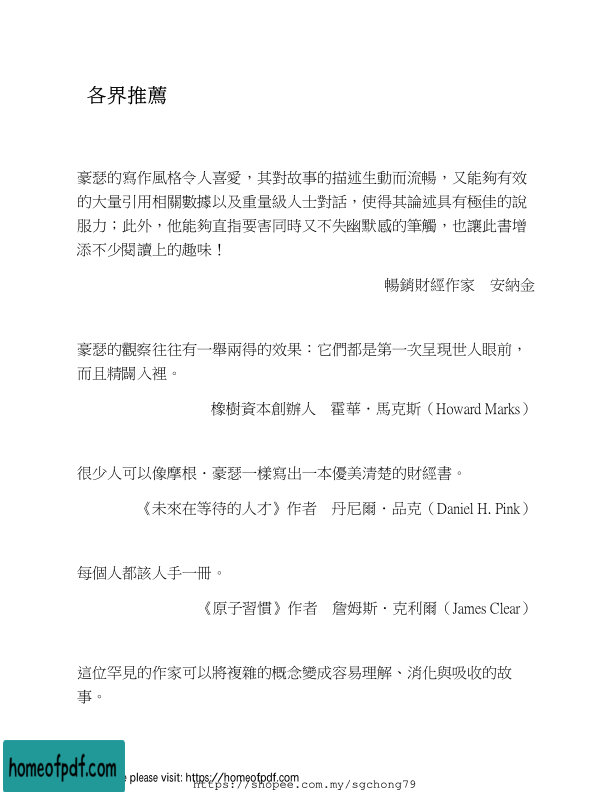 各界推薦
豪瑟的寫作風格令人喜愛，其對故事的描述生動而流暢，又能夠有效
的大量引用相關數據以及重量級人士對話，使得其論述具有極佳的說
服力；此外，他能夠直指要害同時又不失幽默感的筆觸，也讓此書增
添不少閱讀上的趣味！
暢銷財經作家　安納金
豪瑟的觀察往往有一舉兩得的效果：它們都是第一次呈現世人眼前，
而且精闢入裡。
橡樹資本創辦人　霍華．馬克斯（Howard Marks）
很少人可以像摩根．豪瑟一樣寫出一本優美清楚的財經書。
《未來在等待的人才》作者　丹尼爾．品克（Daniel H. Pink）
每個人都該人手一冊。
《原子習慣》作者　詹姆斯．克利爾（James Clear）
這位罕見的作家可以將複雜的概念變成容易理解、消化與吸收的故
事。
homeofpdf.com
please visit: https://homeofpdf.com
https://shopee.com.my/sgchong79